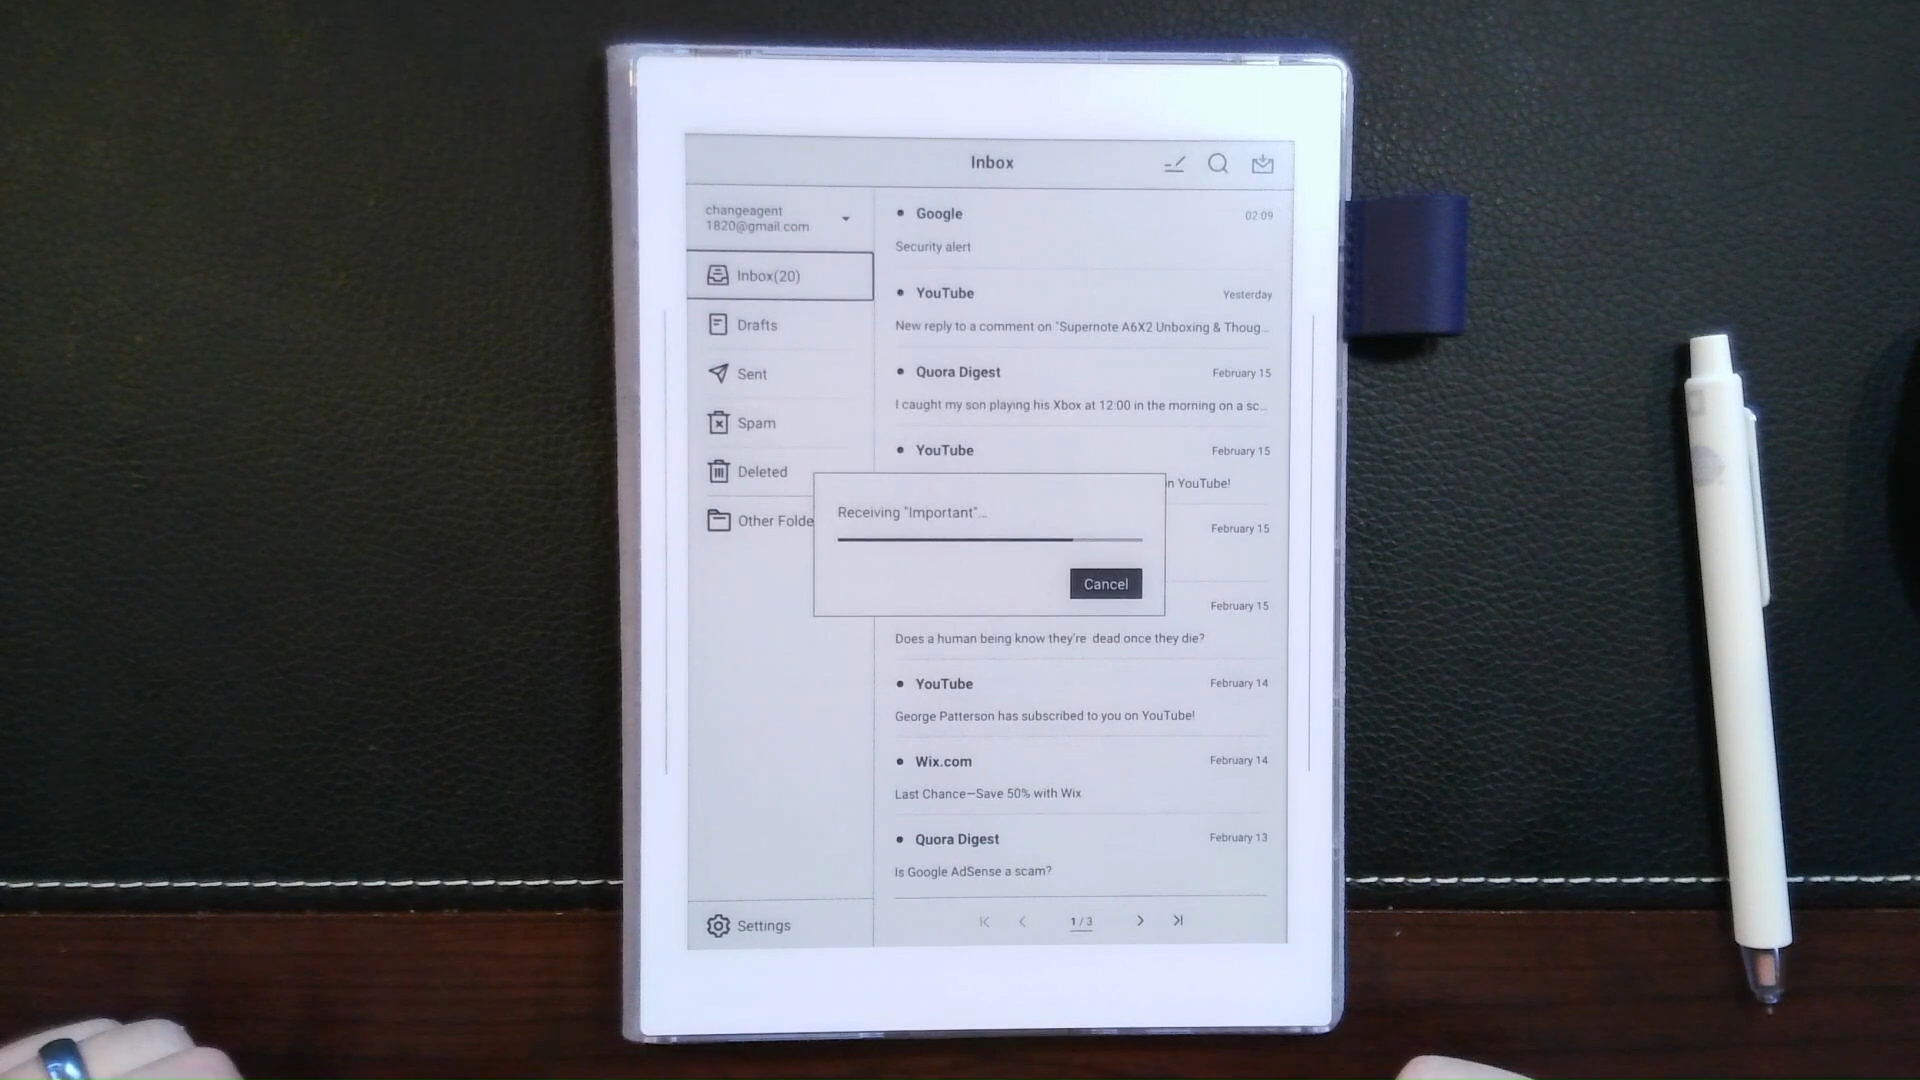 Inbox
changeagent
1820@gmail.com
Inbox(20)
Drafts
Sent
Spam
Deleted
Other Folde
Settings
Google 02:09
Security alert
YouTube Yesterday
New reply to a comment on "Supernote A6X2 Unboxing & Thoug...
Quora Digest February 15
I caught my son playing his Xbox at 12:00 in the morning on a sc...
YouTube February 15
on YouTube!
February 15
Receiving "Important"...
Cancel
February 15
Does a human being know they're dead once they die?
YouTube February 14
George Patterson has subscribed to you on YouTube!
Wix.com February 14
Last Chance—Save 50% with Wix
Quora Digest February 13
Is Google AdSense a scam?
1 / 3